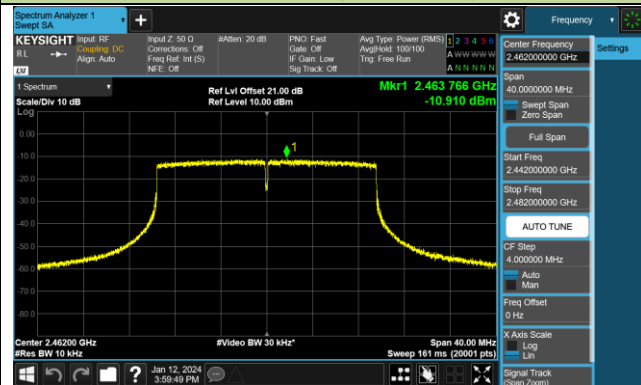 Spectrum Analyzer 1
Swept SA
Frequency
KEYSIGHT
Input: RF
Input Z: 50 Ω
#Atten: 20 dB
PNO: Fast
Avg Type: Power (RMS)
1 2 3 4 5 6
RL
Coupling: DC
Corrections: Off
Gate: Off
Avg|Hold: 100/100
A W W W W W
Align: Auto
Freq Ref: Int (S)
IF Gain: Low
Trig: Free Run
NFE: Off
Sig Track: Off
A N N N N N
LXI
Center Frequency
2.462000000 GHz
Settings
Span
40.0000000 MHz
Swept Span
Zero Span
Full Span
Start Freq
2.442000000 GHz
Stop Freq
2.482000000 GHz
AUTO TUNE
CF Step
4.000000 MHz
Auto
Man
Freq Offset
0 Hz
X Axis Scale
Log
Lin
Signal Track
(Span Zoom)
1 Spectrum
Scale/Div 10 dB
Log
Ref Lvl Offset 21.00 dB
Ref Level 10.00 dBm
Mkr1 2.463 766 GHz
-10.910 dBm
1
0.00
-10.0
-20.0
-30.0
-40.0
-50.0
-60.0
-70.0
-80.0
Center 2.46200 GHz
#Video BW 30 kHz*
Span 40.00 MHz
#Res BW 10 kHz
Sweep 161 ms (20001 pts)
?
Jan 12, 2024
3:59:49 PM